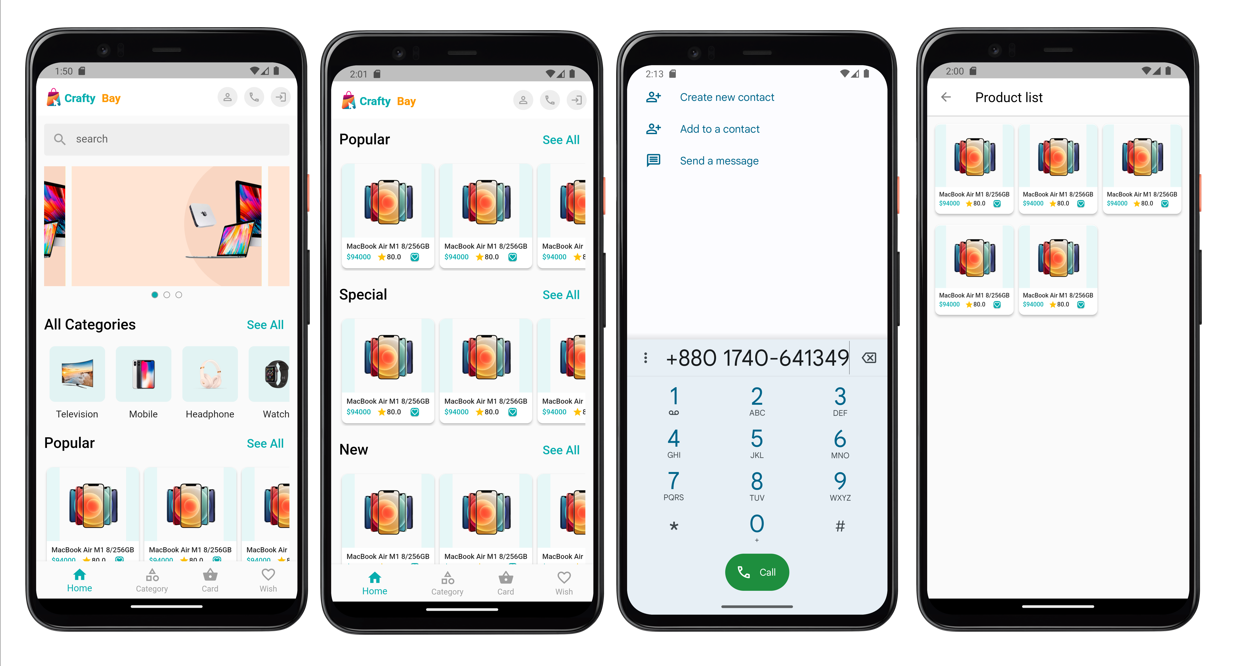 1:50
Crafty Bay
search
All Categories See All
Television Mobile Headphone Watch
Popular See All
MacBook Air M1 8/256GB MacBook Air M1 8/256GB MacBook Air
$94000 80.0 $94000 80.0 $94000
Home Category Card Wish
2:01
Crafty Bay
Popular See All
MacBook Air M1 8/256GB MacBook Air M1 8/256GB MacBook Air
$94000 80.0 $94000 80.0 $94000 8
Special See All
MacBook Air M1 8/256GB MacBook Air M1 8/256GB MacBook Air
$94000 80.0 $94000 80.0 $94000 8
New See All
MacBook Air M1 8/256GB MacBook Air M1 8/256GB MacBook Air
Home Category Card Wish
2:13
Create new contact
Add to a contact
Send a message
+880 1740-641349
1 2 3
ABC DEF
4 5 6
GHI JKL MNO
7 8 9
PQRS TUV WXYZ
* 0 #
+
Call
2:00
Product list
MacBook Air M1 8/256GB MacBook Air M1 8/256GB MacBook Air M1 8/256GB
$94000 80.0 $94000 80.0 $94000 80.0
MacBook Air M1 8/256GB MacBook Air M1 8/256GB
$94000 80.0 $94000 80.0